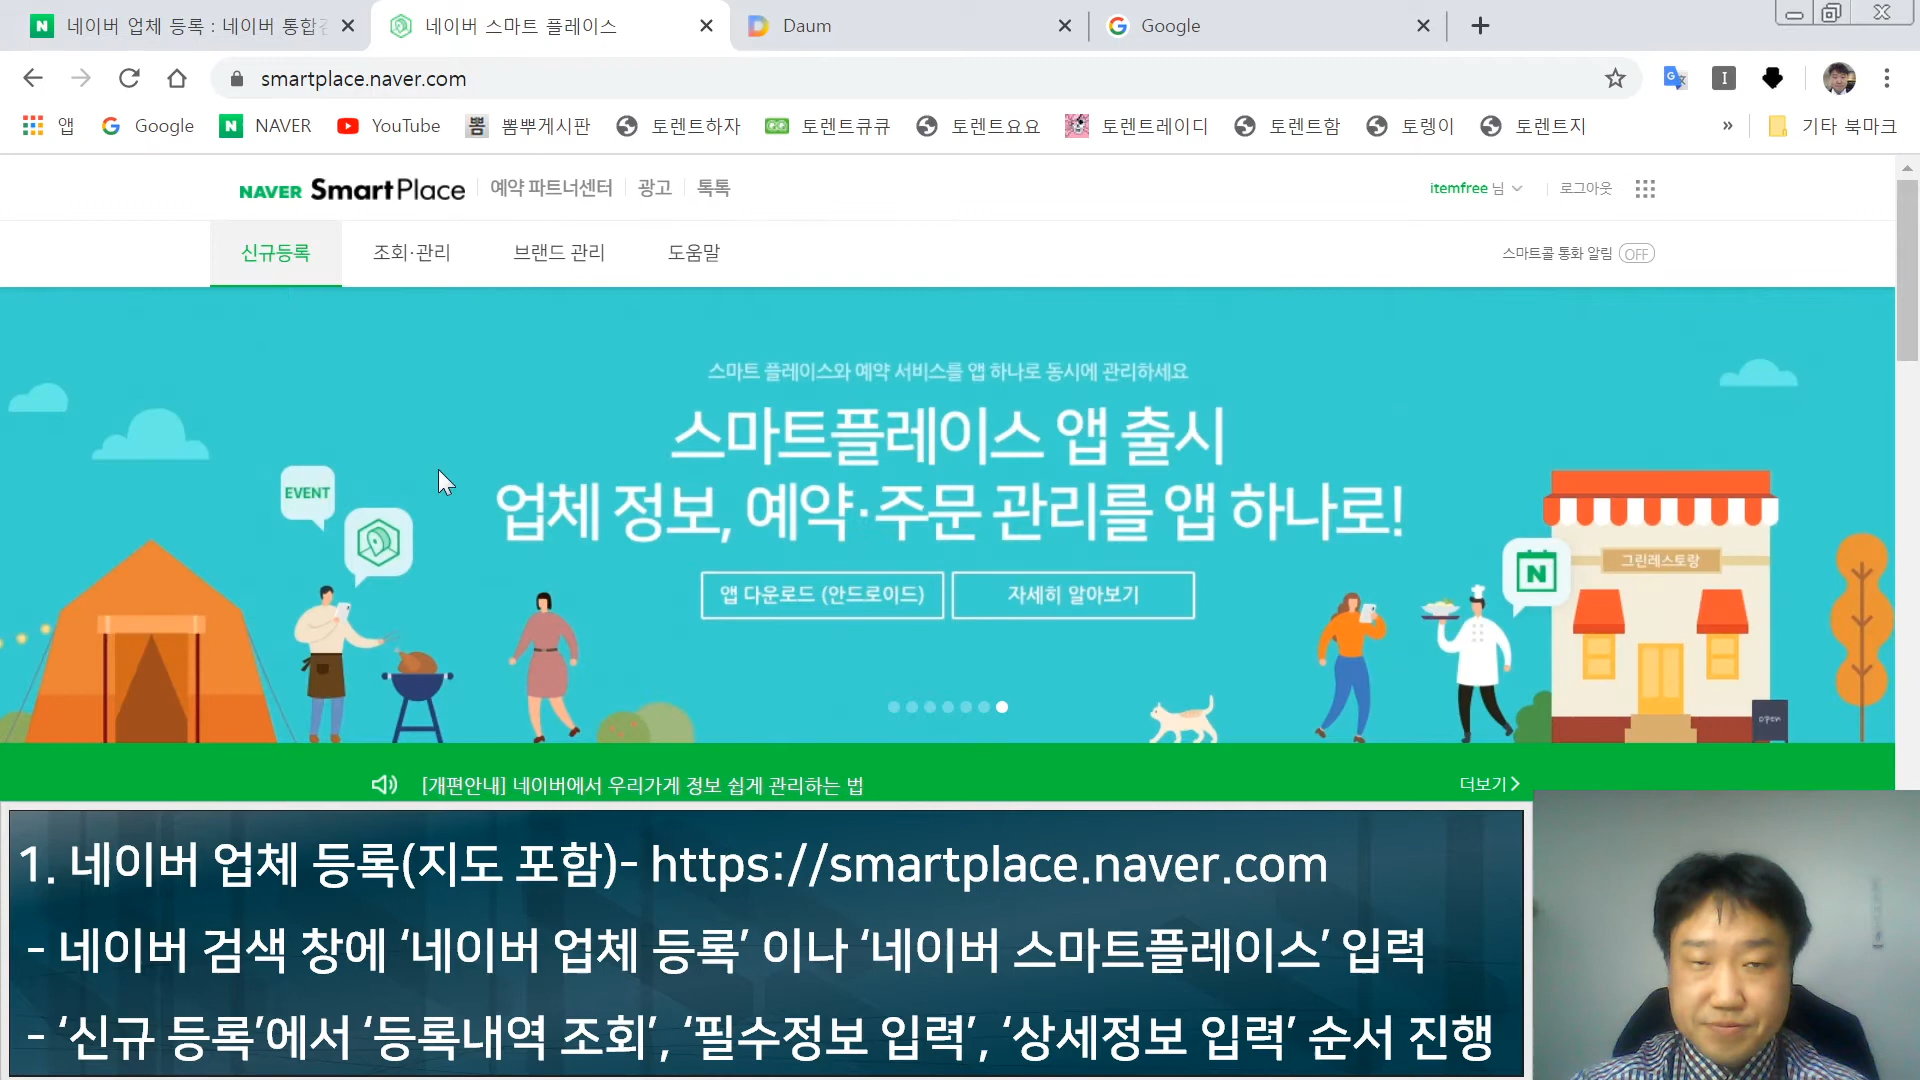 네이버 업체 등록 : 네이버 통합검
네이버 스마트 플레이스
Daum
Google
smartplace.naver.com
앱
Google
NAVER
YouTube
뽐뿌게시판
토렌트하자
토렌트큐큐
토렌트요요
토렌트레이디
토렌트함
토렝이
토렌트지
»
기타 북마크
NAVER SmartPlace
예약 파트너센터
광고
톡톡
itemfree 님
로그아웃
신규등록
조회·관리
브랜드 관리
도움말
스마트콜 통화 알림 OFF
스마트 플레이스와 예약 서비스를 앱 하나로 동시에 관리하세요
스마트플레이스 앱 출시
업체 정보, 예약·주문 관리를 앱 하나로!
앱 다운로드 (안드로이드)
자세히 알아보기
EVENT
N
그린레스토랑
open
[개편안내] 네이버에서 우리가게 정보 쉽게 관리하는 법
더보기
1. 네이버 업체 등록(지도 포함)- https://smartplace.naver.com
- 네이버 검색 창에 ‘네이버 업체 등록’ 이나 ‘네이버 스마트플레이스’ 입력
- ‘신규 등록’에서 ‘등록내역 조회’, ‘필수정보 입력’, ‘상세정보 입력’ 순서 진행